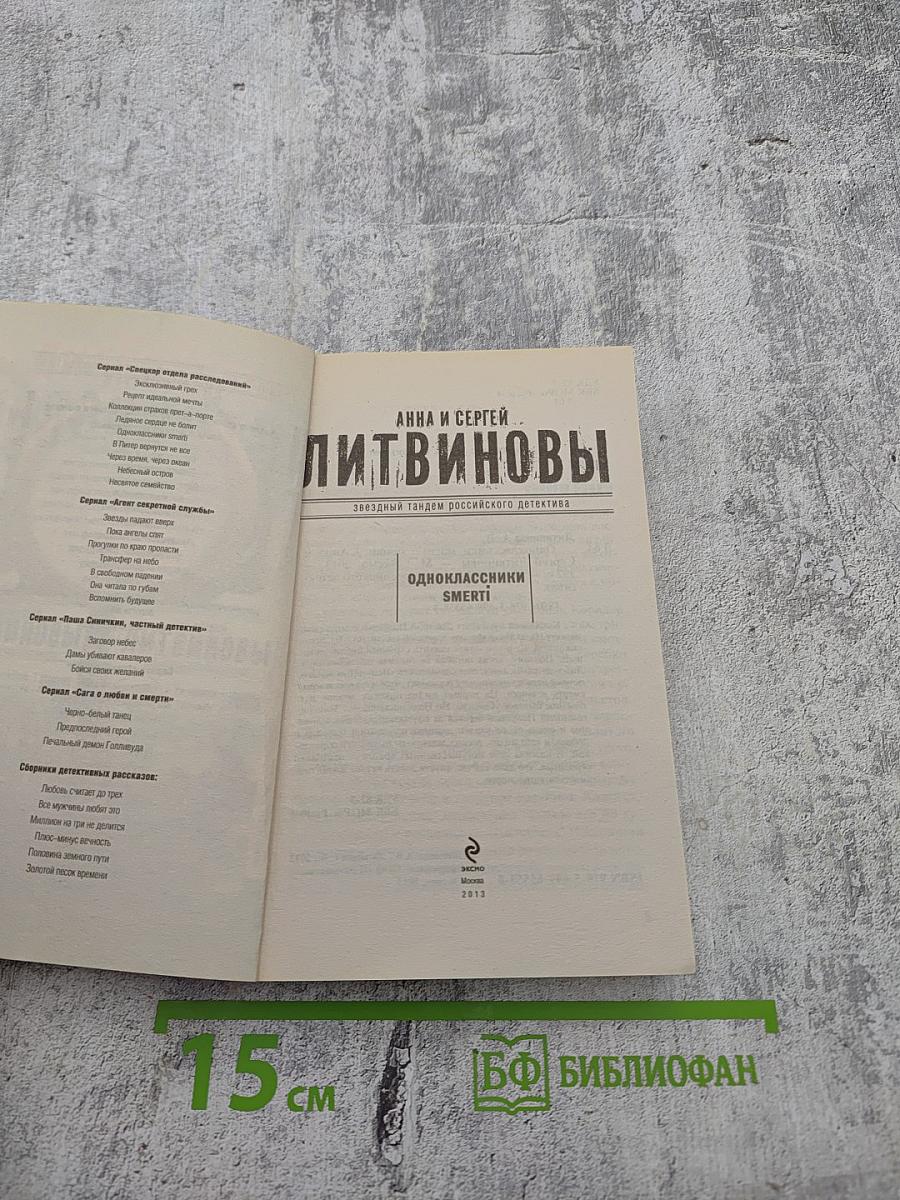 Сериал «Спецкор отдела расследований»
Эксклюзивный грех
Рецепт идеальной мечты
Коллекция страхов прет-а-порте
Ледяное сердце не болит
Одноклассники smerti
В Питер вернутся не все
Через время, через океан
Небесный остров
Несвятое семейство
Сериал «Агент секретной службы»
Звезды падают вверх
Пока ангелы спят
Прогулки по краю пропасти
Трансфер на небо
В свободном падении
Она читала по губам
Вспомнить будущее
Сериал «Паша Синичкин, частный детектив»
Заговор небес
Дамы убивают кавалеров
Бойся своих желаний
Сериал «Сага о любви и смерти»
Черно-белый танец
Предпоследний герой
Печальный демон Голливуда
Сборники детективных рассказов:
Любовь считает до трех
Все мужчины любят это
Миллион на три не делится
Плюс-минус вечность
Половина земного пути
Золотой песок времени
АННА И СЕРГЕЙ
ЛИТВИНОВЫ
звездный тандем российского детектива
ОДНОКЛАССНИКИ
SMERTi
ЭКСМО
Москва
2013
15 см
БФ БИБЛИОФАН